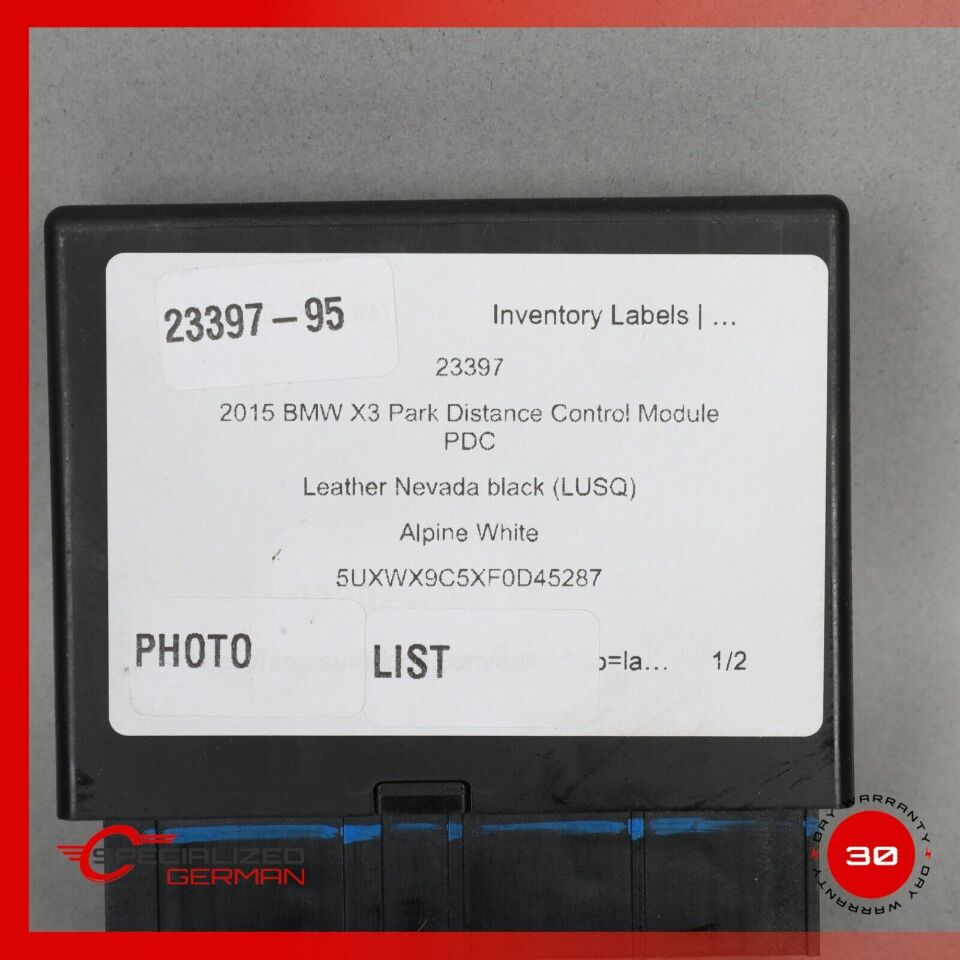 23397-95
Inventory Labels | ...
23397
2015 BMW X3 Park Distance Control Module
PDC
Leather Nevada black (LUSQ)
Alpine White
5UXWX9C5XF0D45287
PHOTO
LIST
p=la... 1/2
SPECIALIZED
GERMAN
DAY WARRANTY
30
DAY WARRANTY